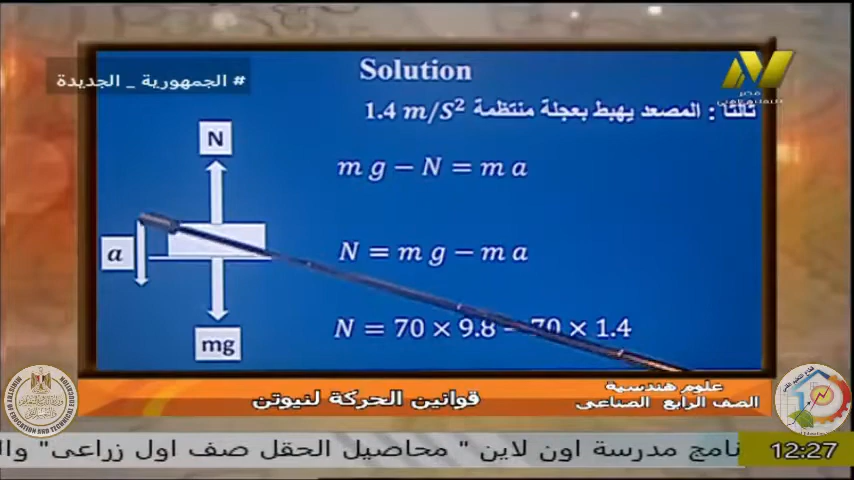 # الجمهورية _ الجديدة
Solution
ثالثا : المصعد يهبط بعجلة منتظمة 1.4 m/S²
N
m g − N = m a
a
N = m g − m a
mg
N = 70 × 9.8 − 70 × 1.4
قوانين الحركة لنيوتن
علوم هندسية
الصف الرابع الصناعى
نامج مدرسة اون لاين " محاصيل الحقل صف اول زراعى" وال
12:27